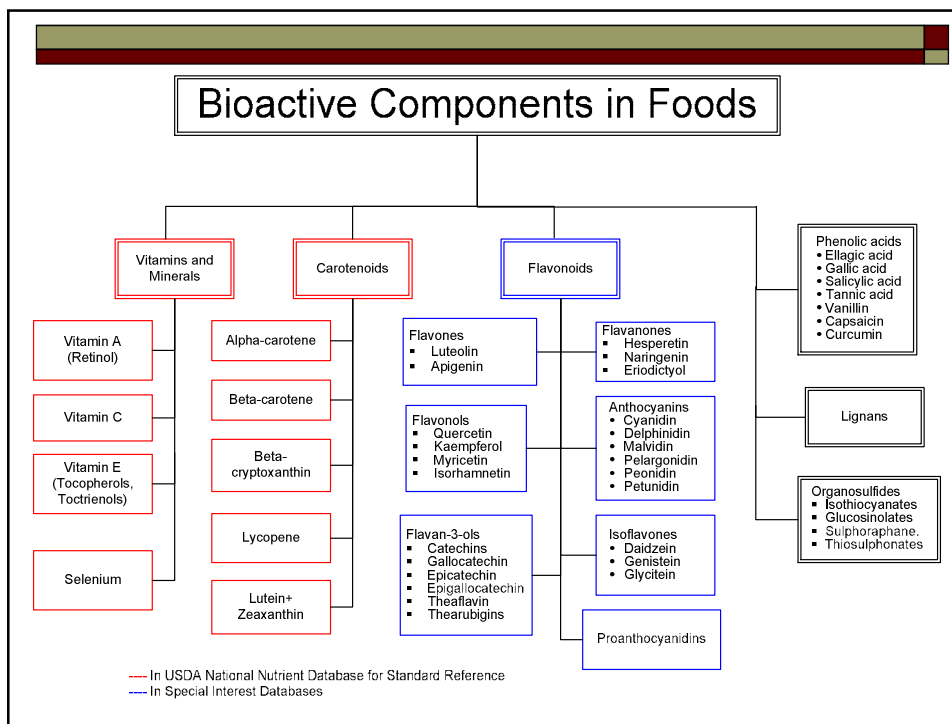 Bioactive Components in Foods
Vitamins and
Minerals
Vitamin A
(Retinol)
Vitamin C
Vitamin E
(Tocopherols,
Toctrienols)
Selenium
Carotenoids
Alpha-carotene
Beta-carotene
Beta-
cryptoxanthin
Lycopene
Lutein+
Zeaxanthin
Flavonoids
Flavones
▪ Luteolin
▪ Apigenin
Flavonols
▪ Quercetin
▪ Kaempferol
▪ Myricetin
▪ Isorhamnetin
Flavan-3-ols
▪ Catechins
▪ Gallocatechin
▪ Epicatechin
▪ Epigallocatechin
▪ Theaflavin
▪ Thearubigins
Flavanones
▪ Hesperetin
▪ Naringenin
▪ Eriodictyol
Anthocyanins
• Cyanidin
• Delphinidin
• Malvidin
• Pelargonidin
• Peonidin
• Petunidin
Isoflavones
• Daidzein
• Genistein
• Glycitein
Proanthocyanidins
Phenolic acids
• Ellagic acid
• Gallic acid
• Salicylic acid
• Tannic acid
• Vanillin
• Capsaicin
• Curcumin
Lignans
Organosulfides
▪ Isothiocyanates
▪ Glucosinolates
▪ Sulphoraphane.
▪ Thiosulphonates
---- In USDA National Nutrient Database for Standard Reference
---- In Special Interest Databases